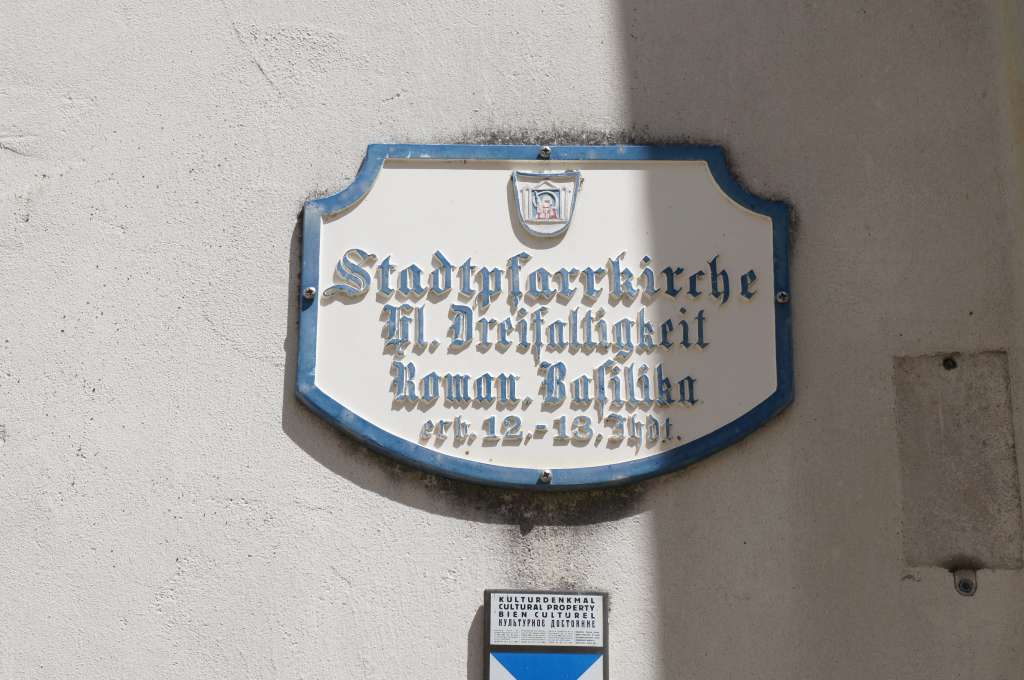 Stadtpfarrkirche
Hl. Dreifaltigkeit
Roman. Basilika
erb. 12.-13. Jhdt.
KULTURDENKMAL
CULTURAL PROPERTY
BIEN CULTUREL
КУЛЬТУРНОЕ ДОСТОЯНИЕ